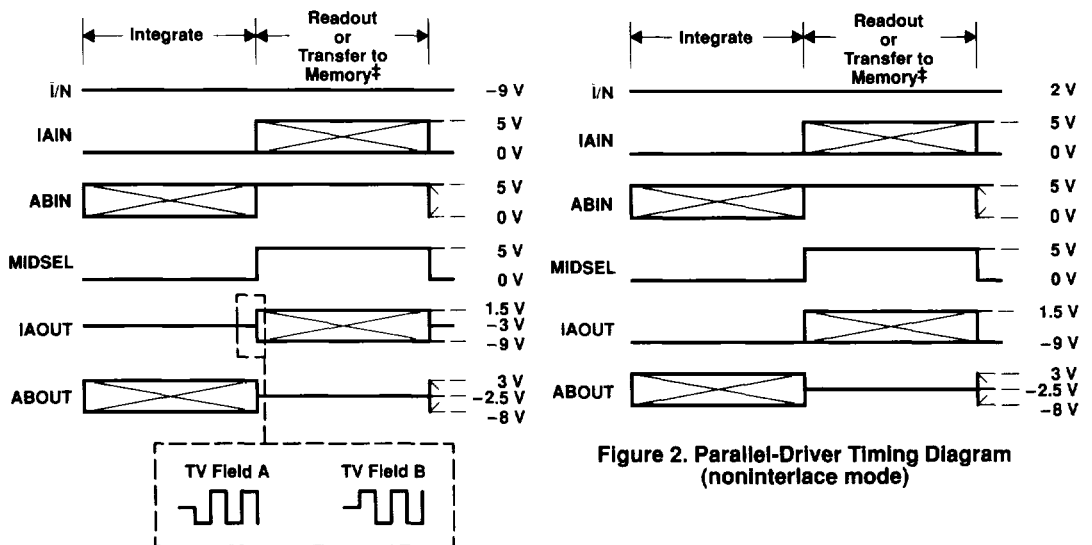 Integrate
Readout
or
Transfer to
Memory‡
Ī/N
−9 V
IAIN
5 V
0 V
ABIN
5 V
0 V
MIDSEL
5 V
0 V
IAOUT
1.5 V
−3 V
−9 V
ABOUT
3 V
−2.5 V
−8 V
TV Field A
TV Field B
Integrate
Readout
or
Transfer to
Memory‡
Ī/N
2 V
IAIN
5 V
0 V
ABIN
5 V
0 V
MIDSEL
5 V
0 V
IAOUT
1.5 V
−9 V
ABOUT
3 V
−2.5 V
−8 V
Figure 2. Parallel-Driver Timing Diagram
(noninterlace mode)